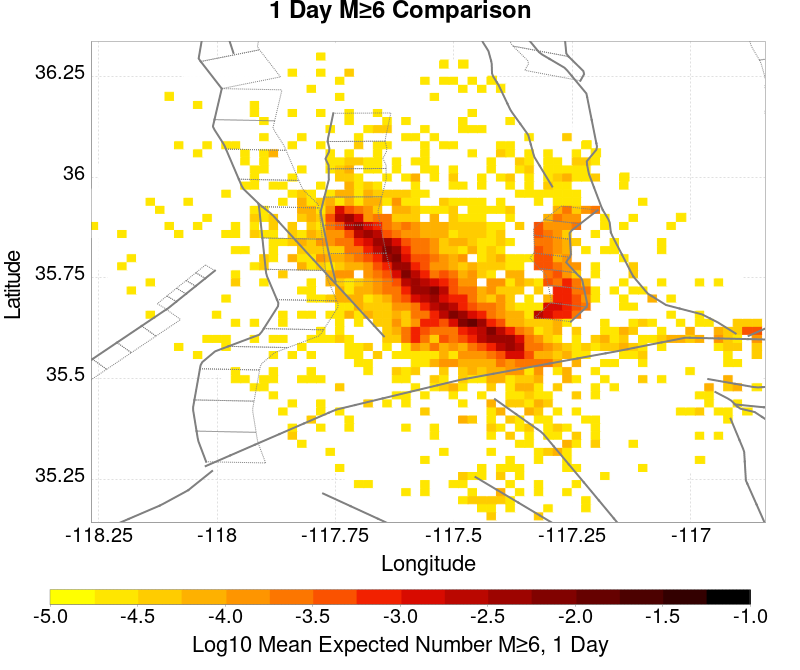 1 Day M≥6 Comparison
36.25
36
35.75
35.5
35.25
Latitude
-118.25 -118 -117.75 -117.5 -117.25 -117
Longitude
-5.0 -4.5 -4.0 -3.5 -3.0 -2.5 -2.0 -1.5 -1.0
Log10 Mean Expected Number M≥6, 1 Day